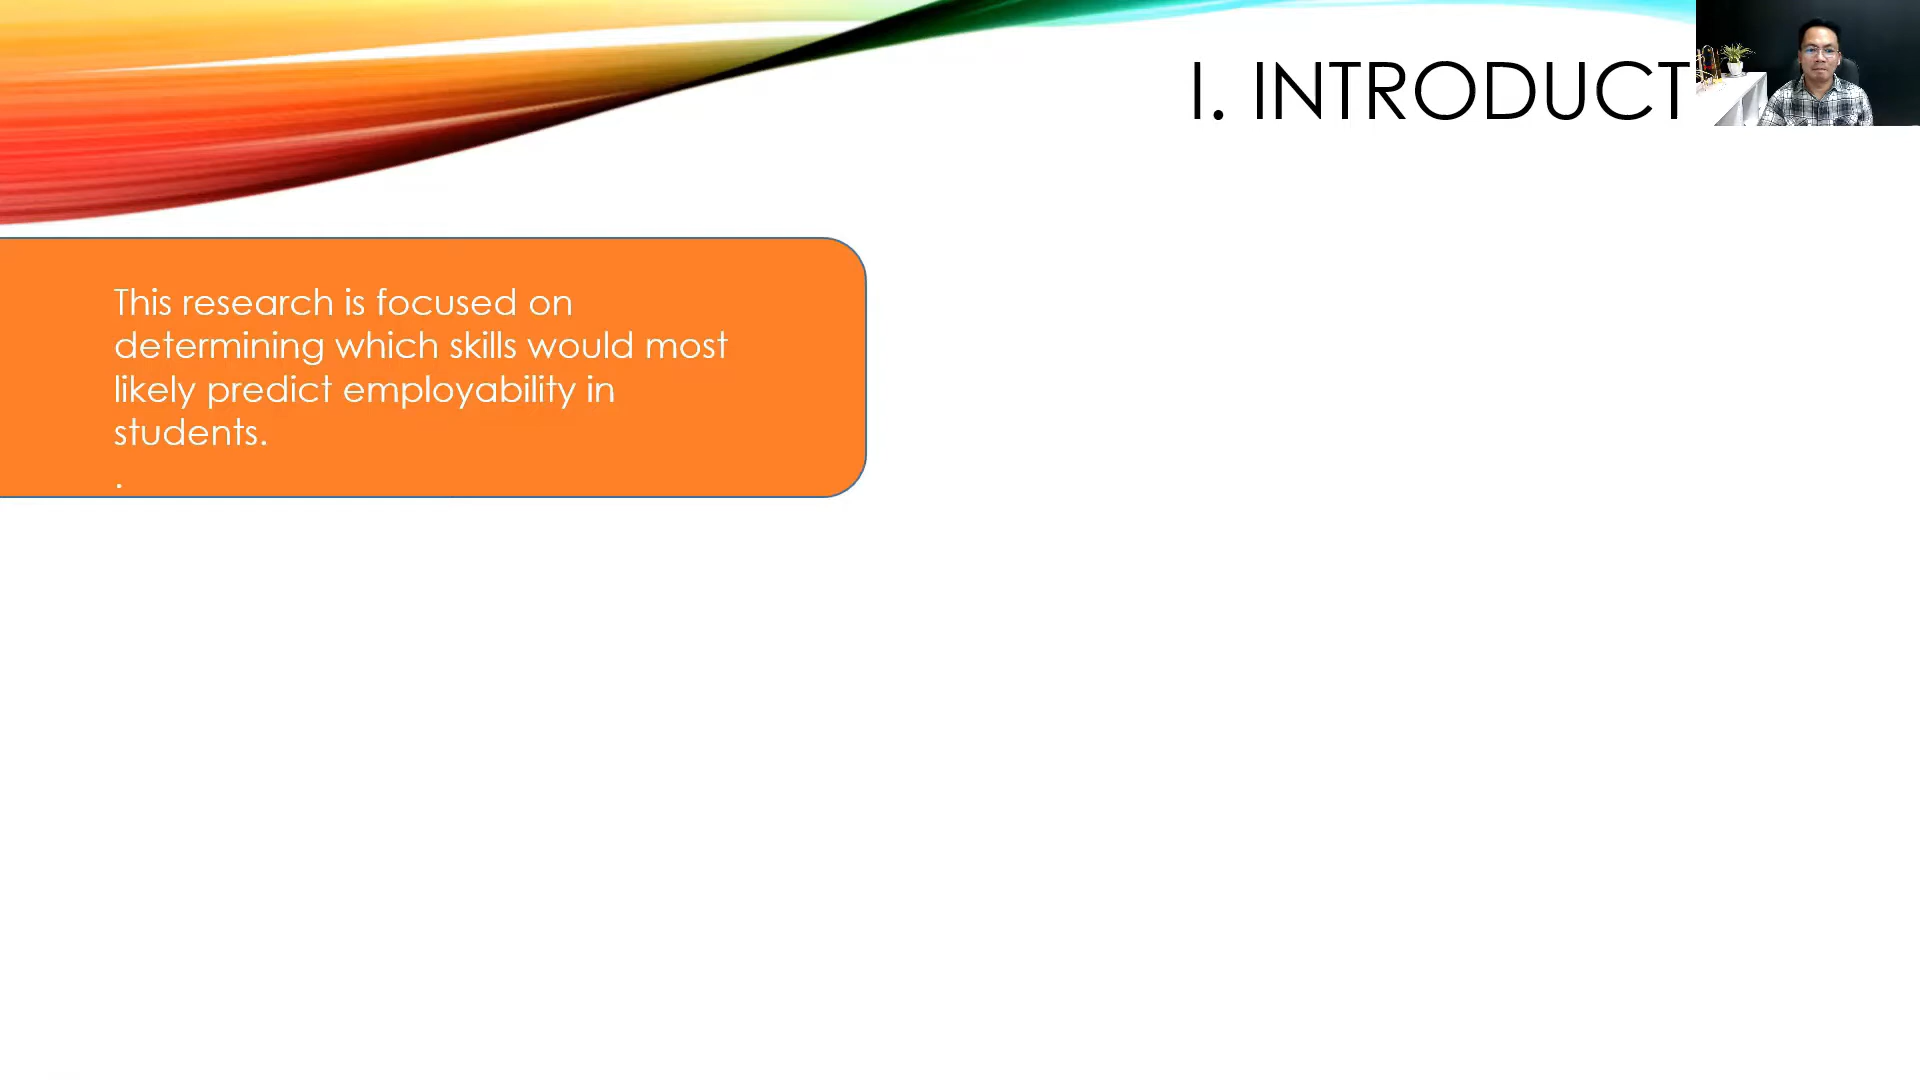 I. INTRODUCT
This research is focused on
determining which skills would most
likely predict employability in
students.
.